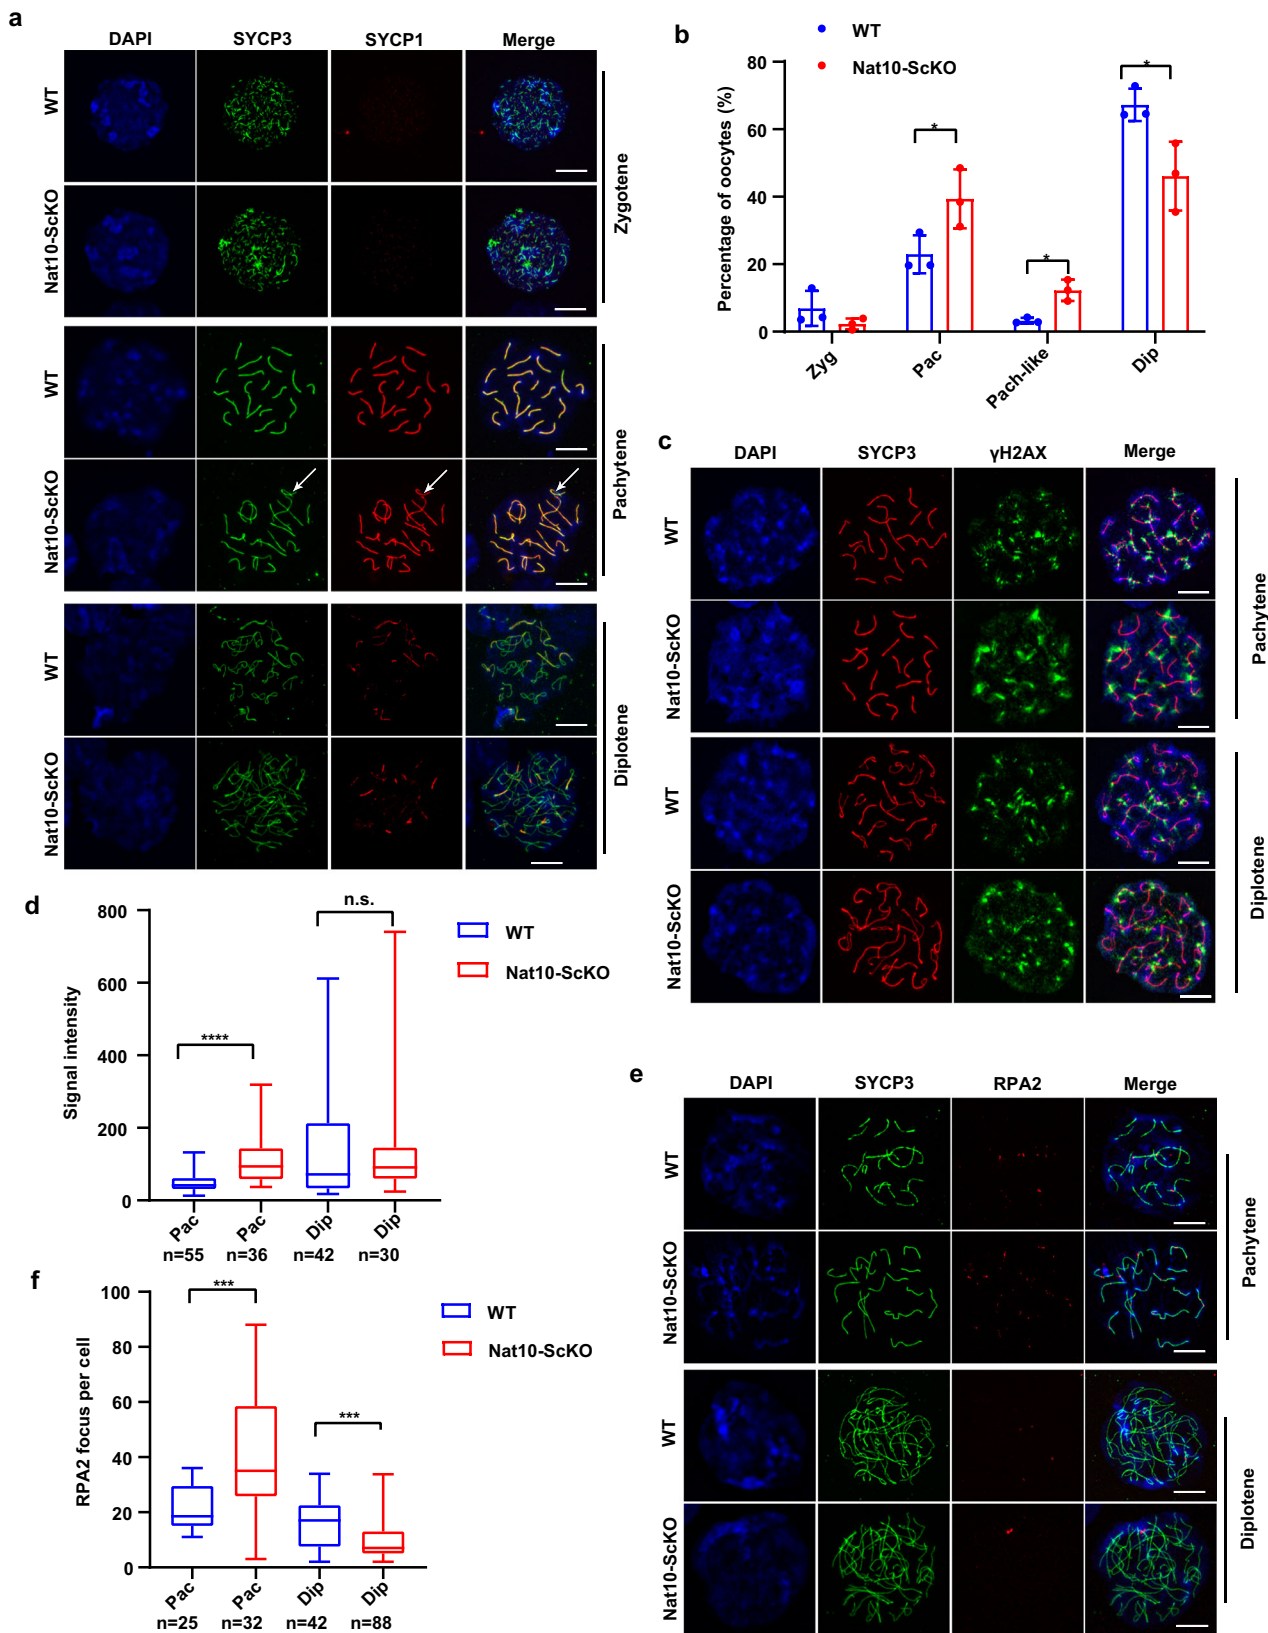 a
DAPI SYCP3 SYCP1 Merge
WT
Nat10-ScKO
Zygotene
WT
Nat10-ScKO
Pachytene
WT
Nat10-ScKO
Diplotene
b
WT
Nat10-ScKO
Percentage of oocytes (%)
80
60
40
20
0
* * *
Zyg Pac Pach-like Dip
c
DAPI SYCP3 γH2AX Merge
WT
Nat10-ScKO
Pachytene
WT
Nat10-ScKO
Diplotene
d
Signal intensity
800
600
400
200
0
**** n.s.
WT
Nat10-ScKO
Pac Pac Dip Dip
n=55 n=36 n=42 n=30
e
DAPI SYCP3 RPA2 Merge
WT
Nat10-ScKO
Pachytene
WT
Nat10-ScKO
Diplotene
f
RPA2 focus per cell
100
80
60
40
20
0
*** ***
WT
Nat10-ScKO
Pac Pac Dip Dip
n=25 n=32 n=42 n=88